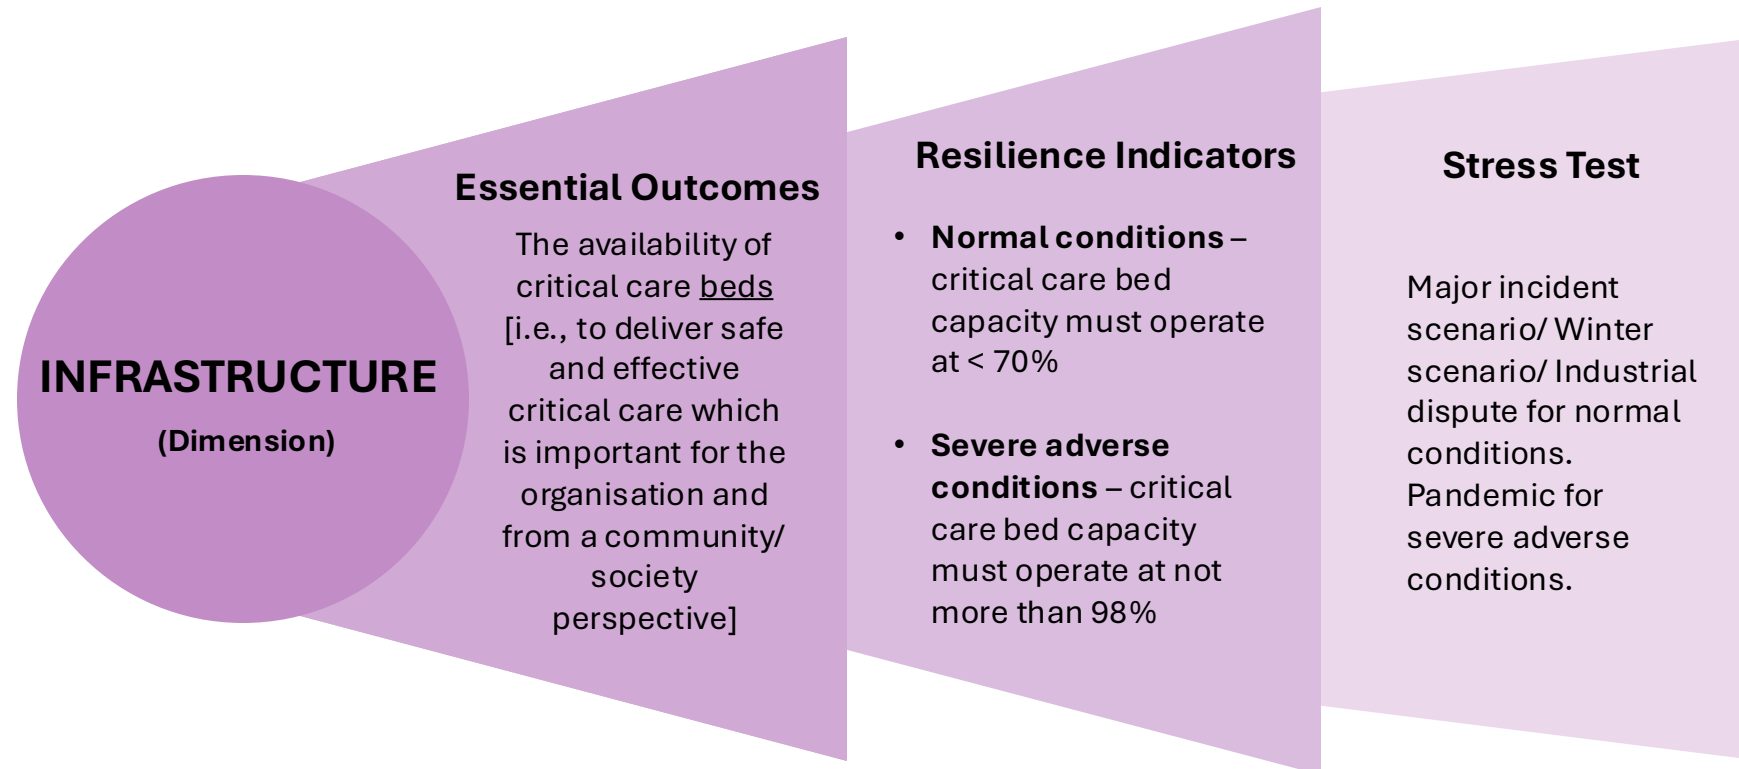 INFRASTRUCTURE
(Dimension)
Essential Outcomes
The availability of
critical care beds
[i.e., to deliver safe
and effective
critical care which
is important for the
organisation and
from a community/
society
perspective]
Resilience Indicators
• Normal conditions –
critical care bed
capacity must operate
at < 70%
• Severe adverse
conditions – critical
care bed capacity
must operate at not
more than 98%
Stress Test
Major incident
scenario/ Winter
scenario/ Industrial
dispute for normal
conditions.
Pandemic for
severe adverse
conditions.